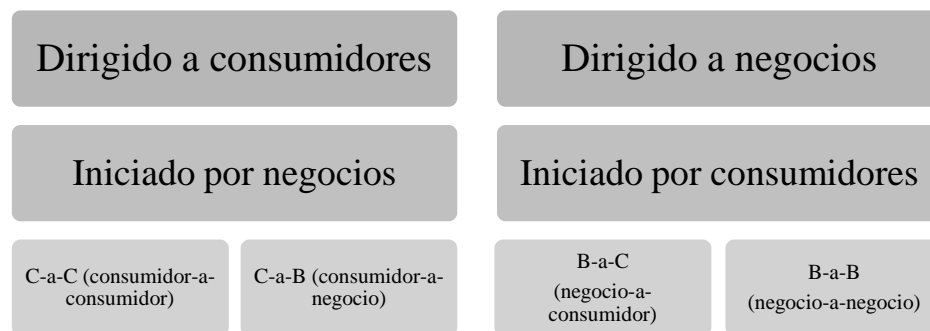 Dirigido a consumidores
Dirigido a negocios
Iniciado por negocios
Iniciado por consumidores
C-a-C (consumidor-a-
consumidor)
C-a-B (consumidor-a-
negocio)
B-a-C
(negocio-a-
consumidor)
B-a-B
(negocio-a-negocio)